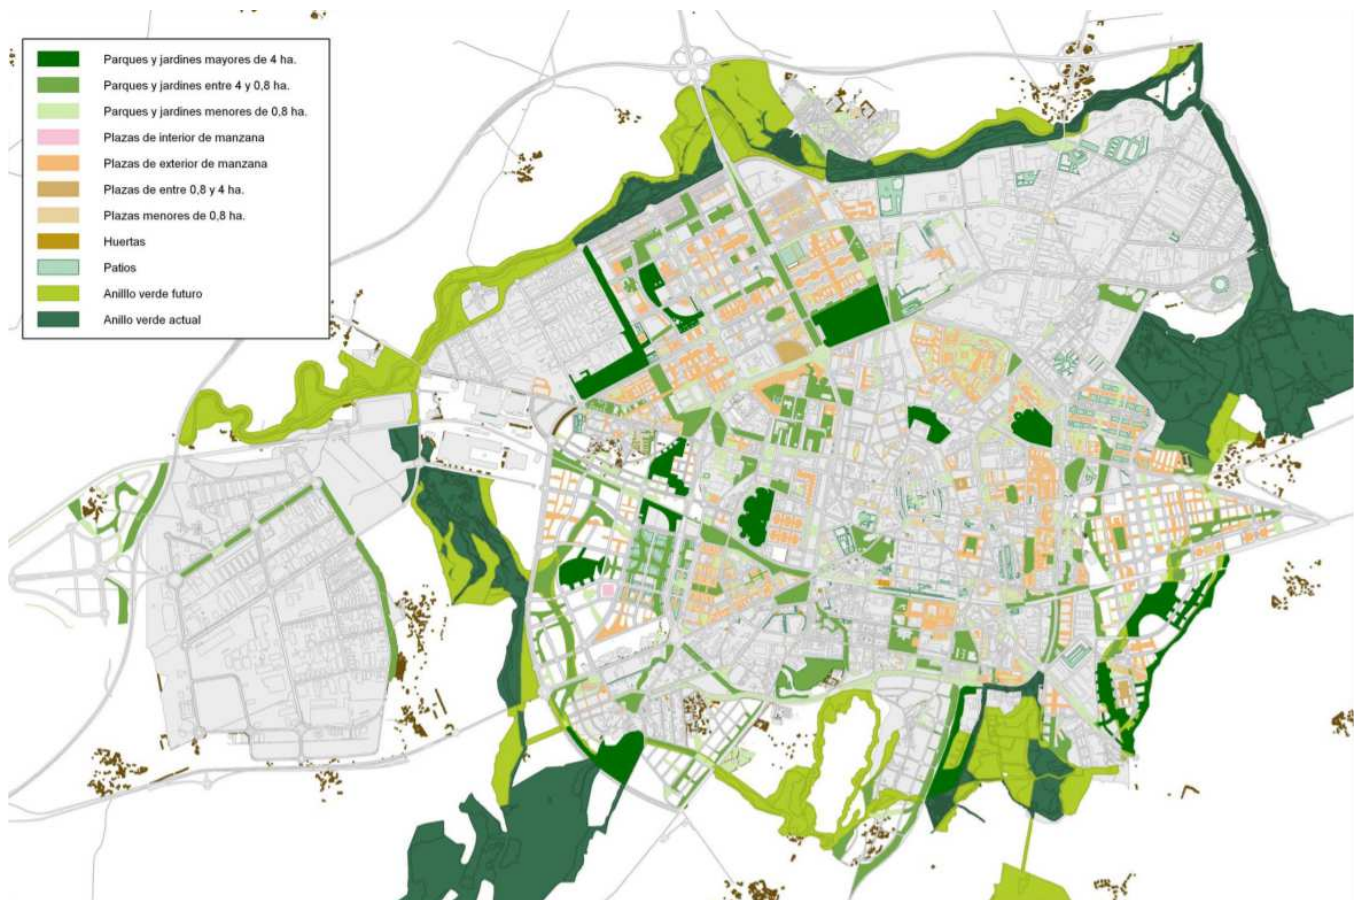 Parques y jardines mayores de 4 ha.
Parques y jardines entre 4 y 0,8 ha.
Parques y jardines menores de 0,8 ha.
Plazas de interior de manzana
Plazas de exterior de manzana
Plazas de entre 0,8 y 4 ha.
Plazas menores de 0,8 ha.
Huertas
Patios
Anilllo verde futuro
Anillo verde actual